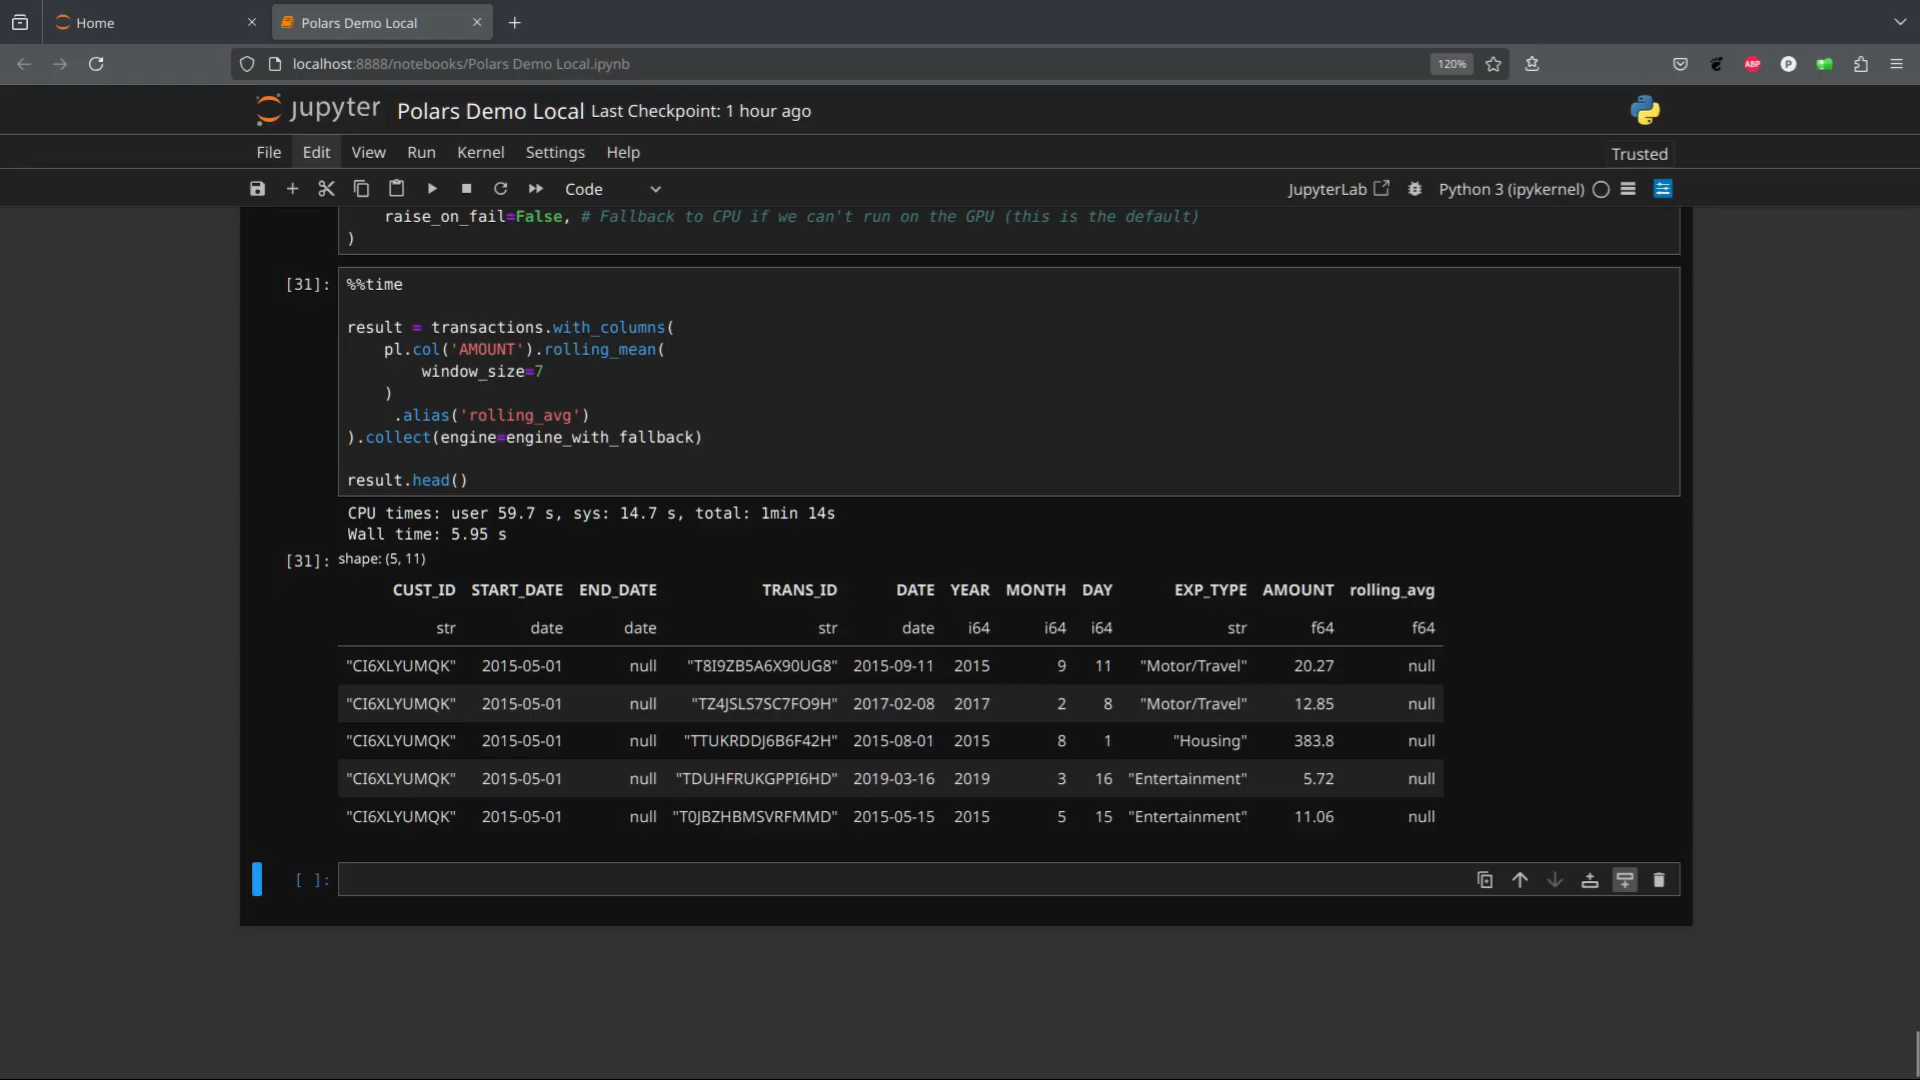 Home
Polars Demo Local
localhost:8888/notebooks/Polars Demo Local.ipynb
120%
ABP
P
jupyter Polars Demo Local Last Checkpoint: 1 hour ago
File Edit View Run Kernel Settings Help
Trusted
Code
JupyterLab
Python 3 (ipykernel)
raise_on_fail=False, # Fallback to CPU if we can't run on the GPU (this is the default)
)
[31]:
%%time
result = transactions.with_columns(
pl.col('AMOUNT').rolling_mean(
window_size=7
)
.alias('rolling_avg')
).collect(engine=engine_with_fallback)
result.head()
CPU times: user 59.7 s, sys: 14.7 s, total: 1min 14s
Wall time: 5.95 s
[31]: shape: (5, 11)
CUST_ID START_DATE END_DATE TRANS_ID DATE YEAR MONTH DAY EXP_TYPE AMOUNT rolling_avg
str date date str date i64 i64 i64 str f64 f64
"CI6XLYUMQK" 2015-05-01 null "T8I9ZB5A6X90UG8" 2015-09-11 2015 9 11 "Motor/Travel" 20.27 null
"CI6XLYUMQK" 2015-05-01 null "TZ4JSLS7SC7FO9H" 2017-02-08 2017 2 8 "Motor/Travel" 12.85 null
"CI6XLYUMQK" 2015-05-01 null "TTUKRDDJ6B6F42H" 2015-08-01 2015 8 1 "Housing" 383.8 null
"CI6XLYUMQK" 2015-05-01 null "TDUHFRUKGPPI6HD" 2019-03-16 2019 3 16 "Entertainment" 5.72 null
"CI6XLYUMQK" 2015-05-01 null "T0JBZHBMSVRFMMD" 2015-05-15 2015 5 15 "Entertainment" 11.06 null
[ ]: